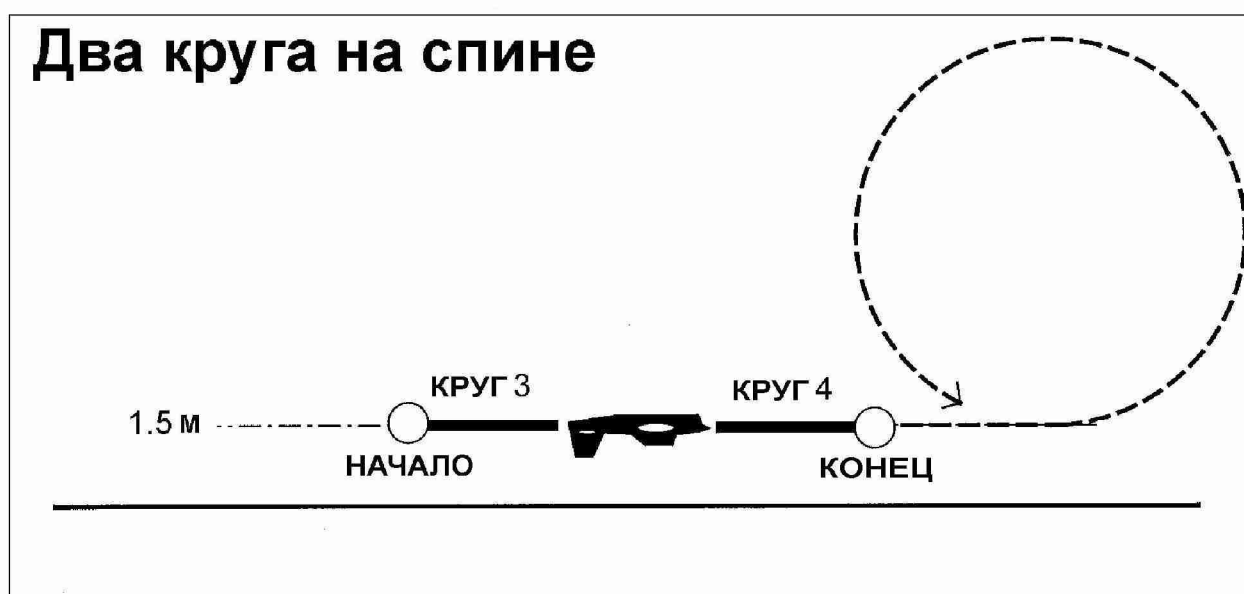 Два круга на спине
КРУГ 3
КРУГ 4
1.5 м
НАЧАЛО
КОНЕЦ